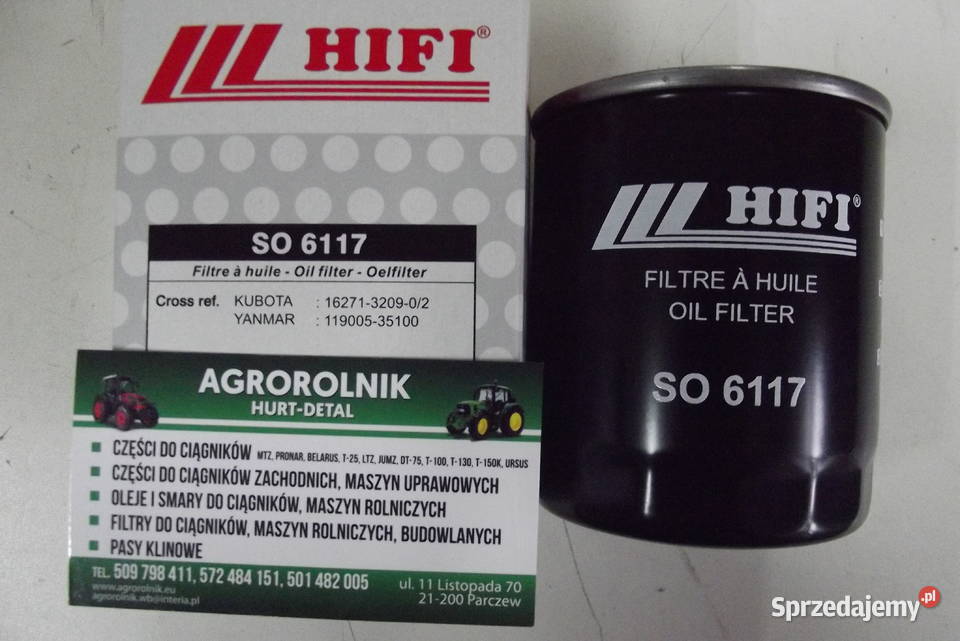 HIFI®
SO 6117
Filtre à huile - Oil filter - Oelfilter
Cross ref. KUBOTA : 16271-3209-0/2
YANMAR : 119005-35100
AGROROLNIK
HURT-DETAL
CZĘŚCI DO CIĄGNIKÓW MTZ, PRONAR, BELARUS, T-25, LTZ, JUMZ, DT-75, T-100, T-130, T-150K, URSUS
CZĘŚCI DO CIĄGNIKÓW ZACHODNICH, MASZYN UPRAWOWYCH
OLEJE I SMARY DO CIĄGNIKÓW, MASZYN ROLNICZYCH
FILTRY DO CIĄGNIKÓW, MASZYN ROLNICZYCH, BUDOWLANYCH
PASY KLINOWE
TEL. 509 798 411, 572 484 151, 501 482 005
www.agrorolnik.eu
agrorolnik.wb@interia.pl
ul. 11 Listopada 70
21-200 Parczew
HIFI®
FILTRE À HUILE
OIL FILTER
SO 6117
Sprzedajemy.pl